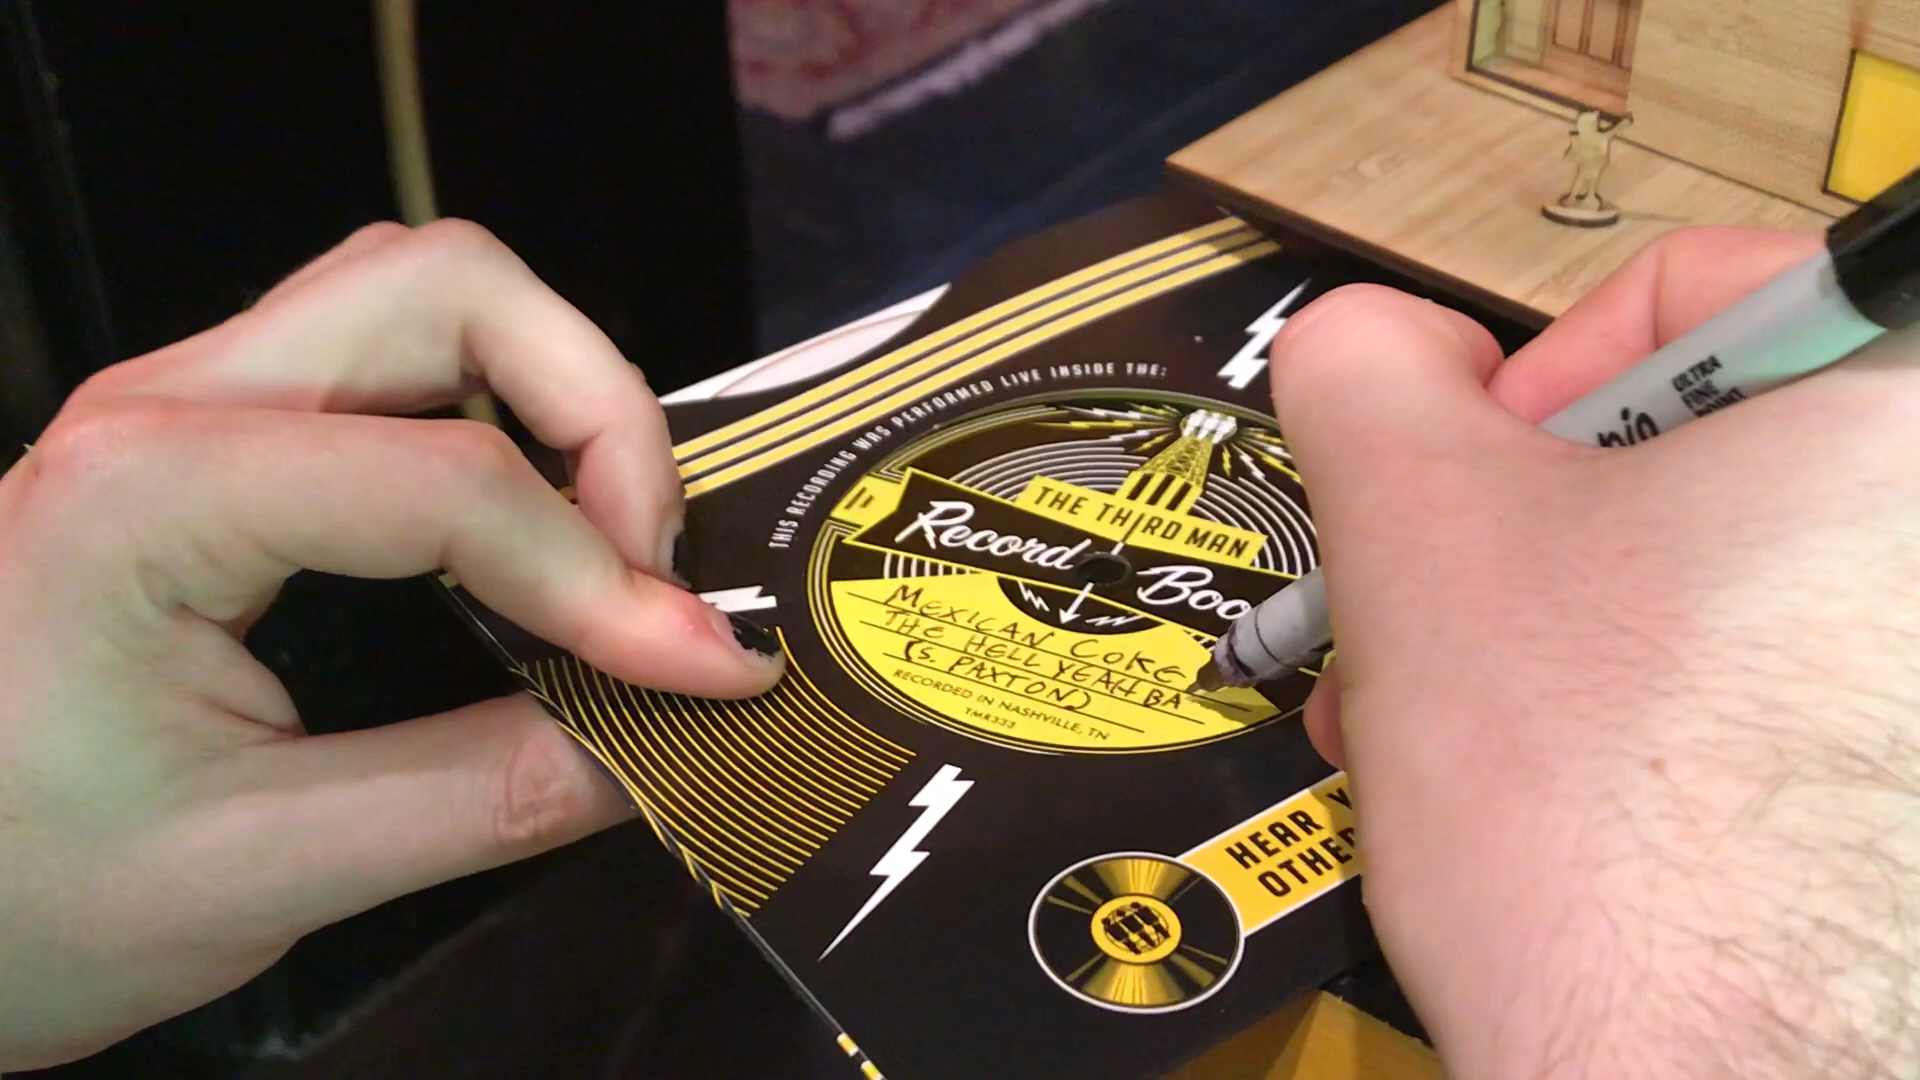 THIS RECORDING WAS PERFORMED LIVE INSIDE THE:
THE THIRD MAN
Record Boo
MEXICAN COKE
THE HELL YEAH BA
(S. PAXTON)
RECORDED IN NASHVILLE, TN
TMR333
HEAR Y
OTHER
ULTRA
FINE
POINT